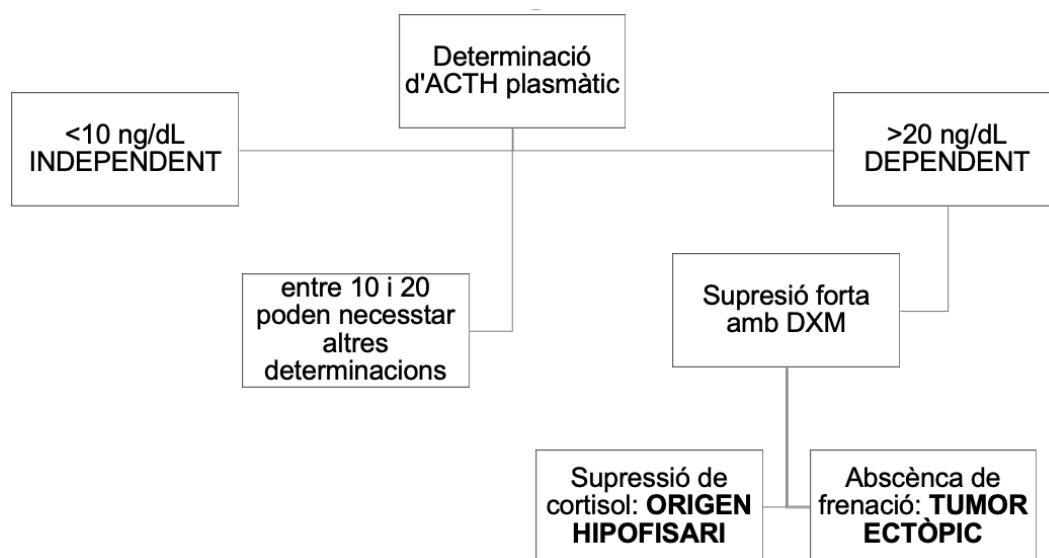 Determinació
d'ACTH plasmàtic
<10 ng/dL
INDEPENDENT
>20 ng/dL
DEPENDENT
entre 10 i 20
poden necesstar
altres
determinacions
Supresió forta
amb DXM
Supressió de
cortisol: ORIGEN
HIPOFISARI
Abscènca de
frenació: TUMOR
ECTÒPIC